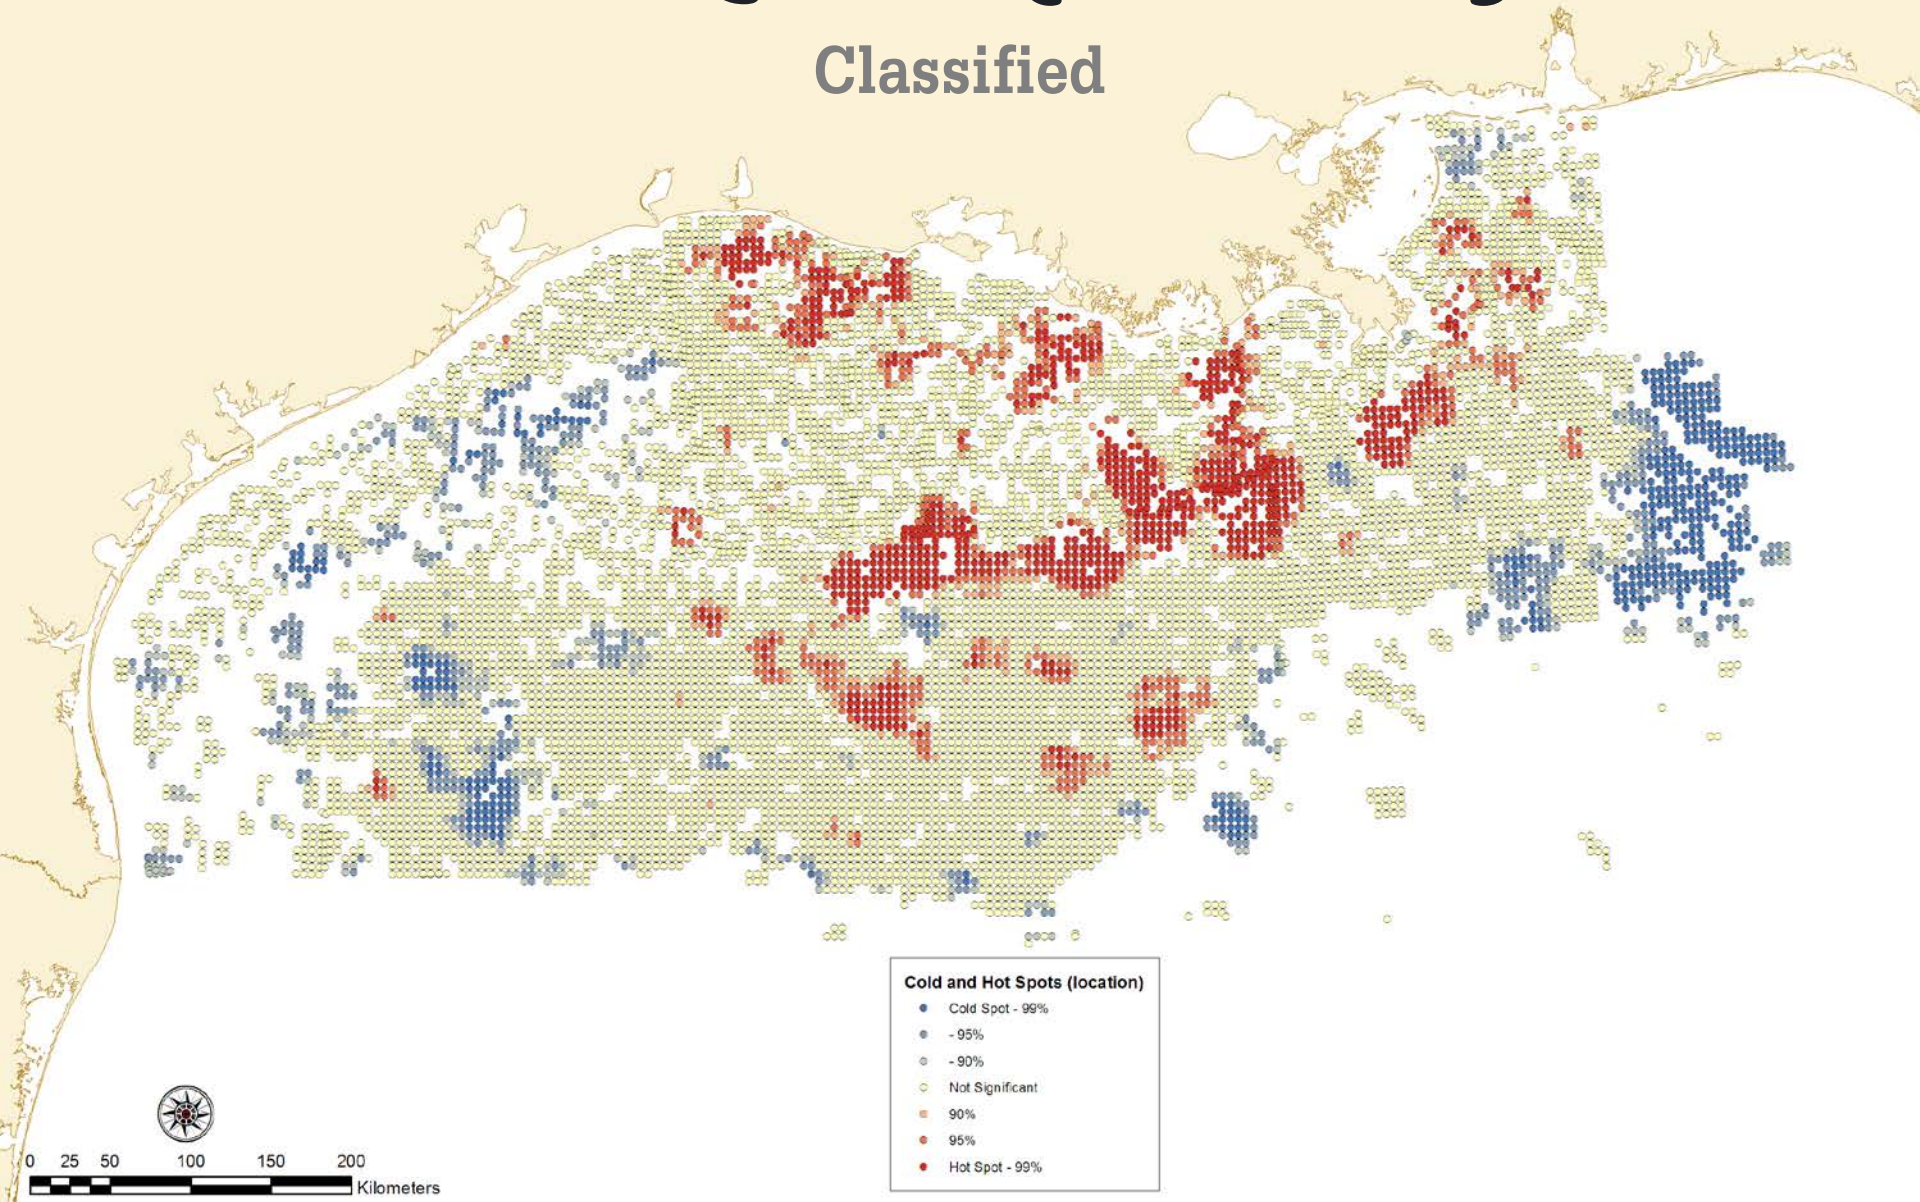 Classified
Cold and Hot Spots (location)
Cold Spot - 99%
- 95%
- 90%
Not Significant
90%
95%
Hot Spot - 99%
0 25 50 100 150 200
Kilometers